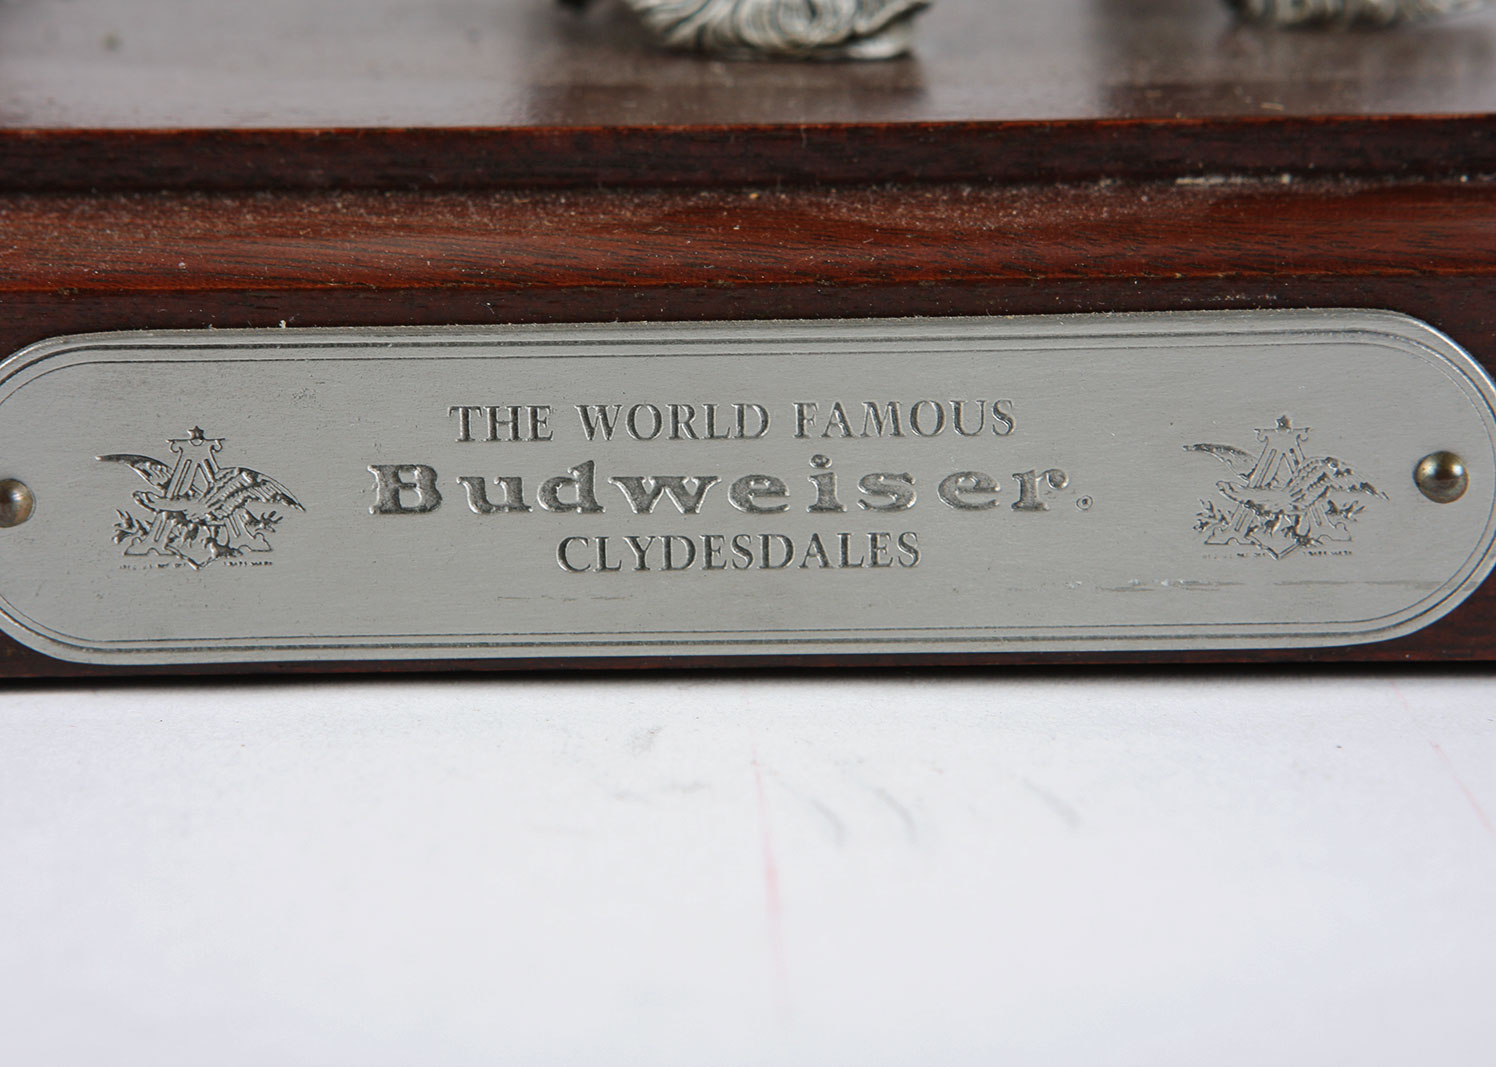 THE WORLD FAMOUS
Budweiser®
CLYDESDALES